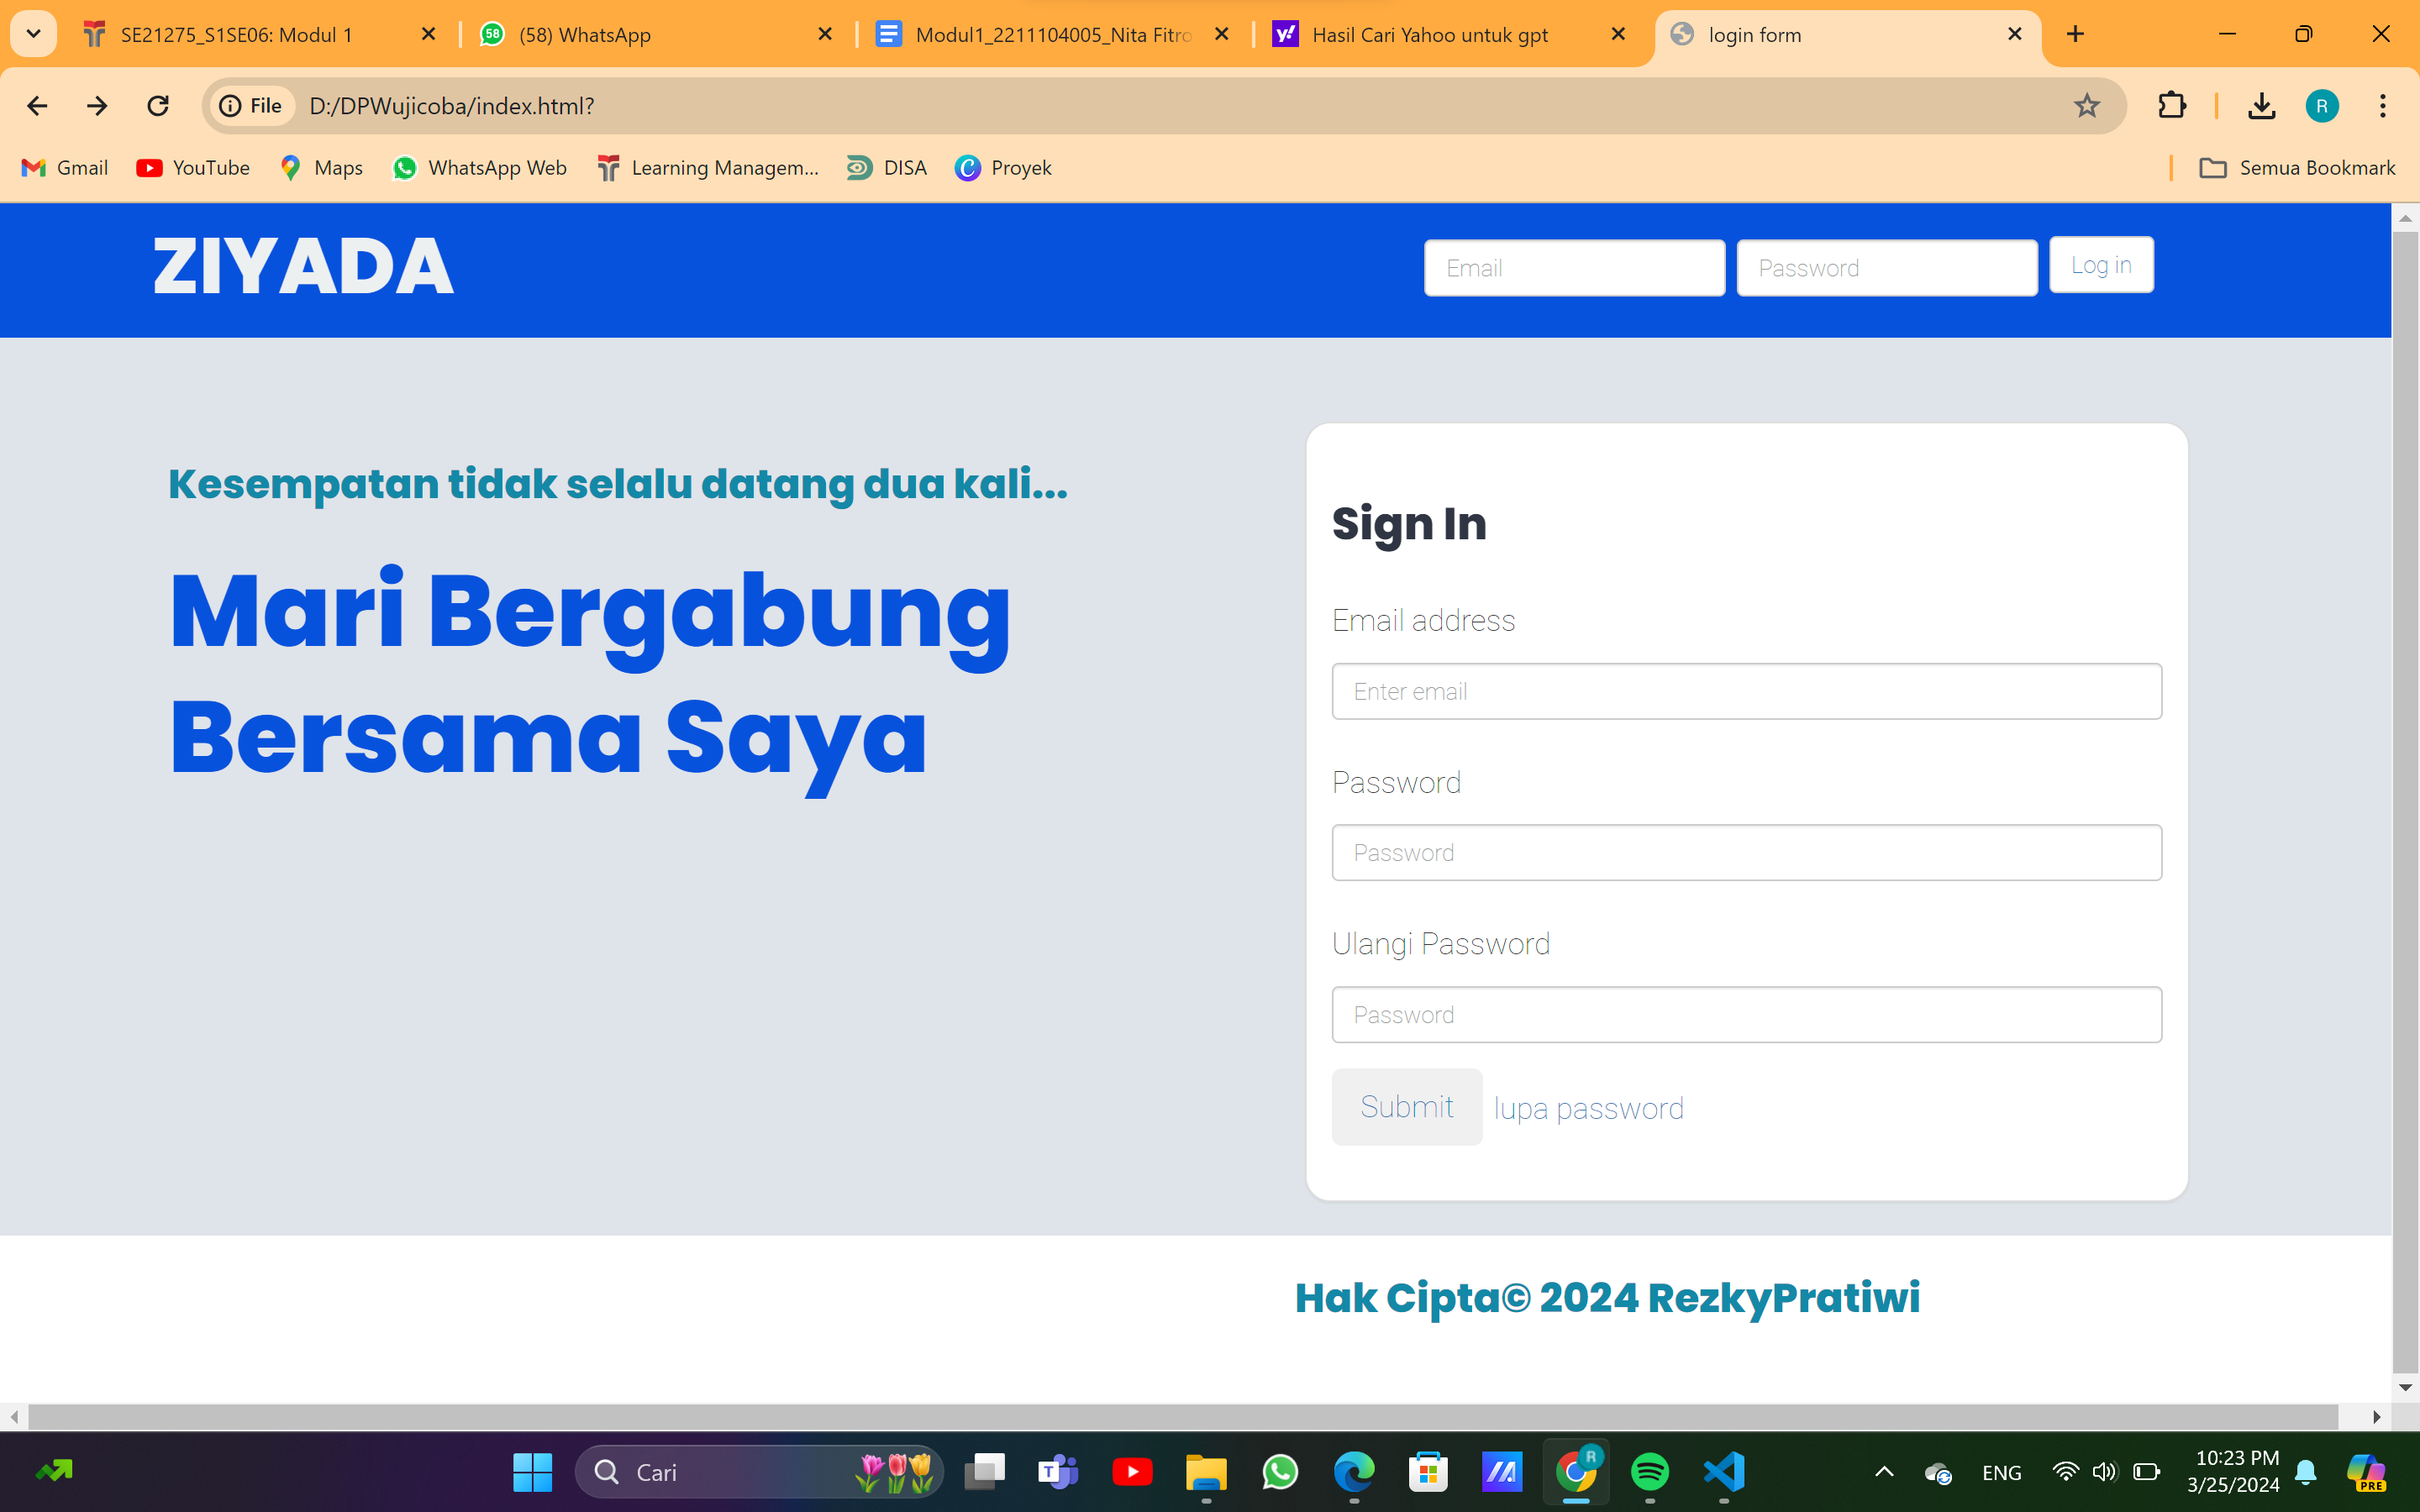 SE21275_S1SE06: Modul 1
58
(58) WhatsApp
Modul1_2211104005_Nita Fitro
Hasil Cari Yahoo untuk gpt
login form
File
D:/DPWujicoba/index.html?
R
Gmail
YouTube
Maps
WhatsApp Web
Learning Managem...
DISA
Proyek
Semua Bookmark
ZIYADA
Email
Password
Log in
Kesempatan tidak selalu datang dua kali...
Mari Bergabung
Bersama Saya
Sign In
Email address
Enter email
Password
Password
Ulangi Password
Password
Submit
lupa password
Hak Cipta© 2024 RezkyPratiwi
Cari
R
ENG
10:23 PM
3/25/2024
PRE